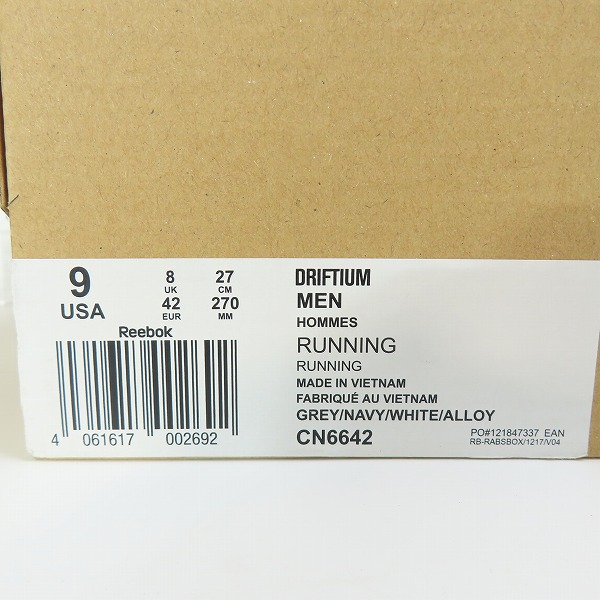 9
USA
8
UK
42
EUR
27
CM
270
MM
Reebok
4 061617 002692
DRIFTIUM
MEN
HOMMES
RUNNING
RUNNING
MADE IN VIETNAM
FABRIQUÉ AU VIETNAM
GREY/NAVY/WHITE/ALLOY
CN6642
PO#121847337 EAN
RB-RABSBOX/1217/V04